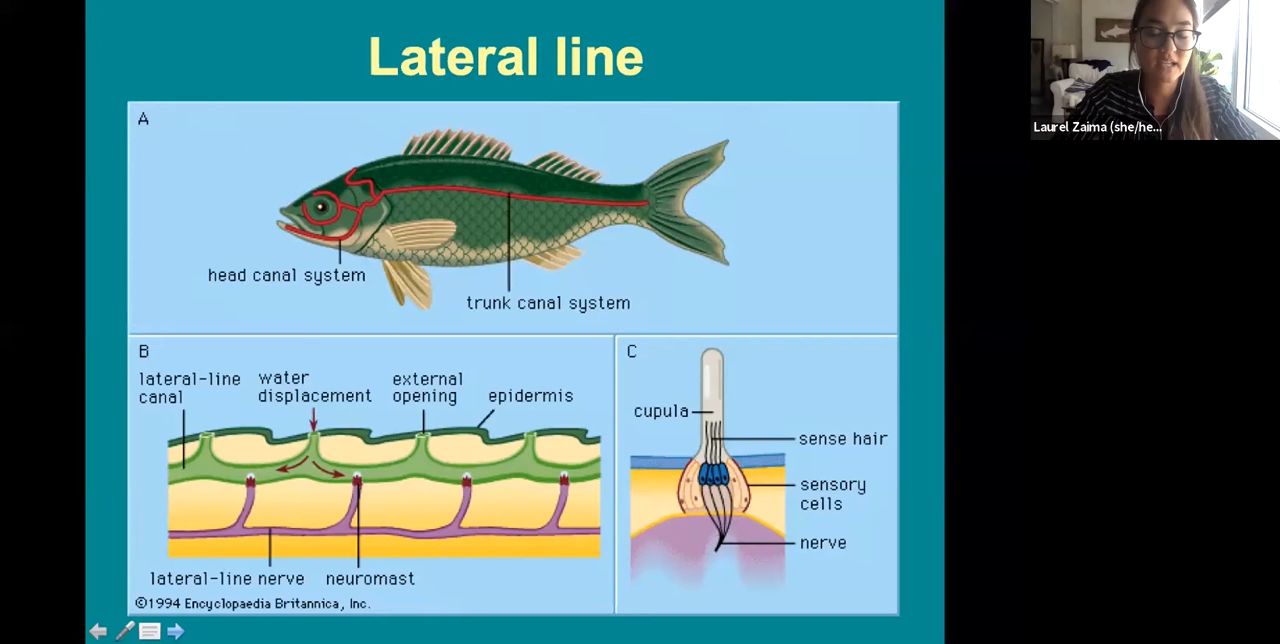 Lateral line
Laurel Zaima (she/he...
A
head canal system
trunk canal system
B
lateral-line
canal
water
displacement
external
opening
epidermis
lateral-line nerve
neuromast
©1994 Encyclopaedia Britannica, Inc.
C
cupula
sense hair
sensory
cells
nerve